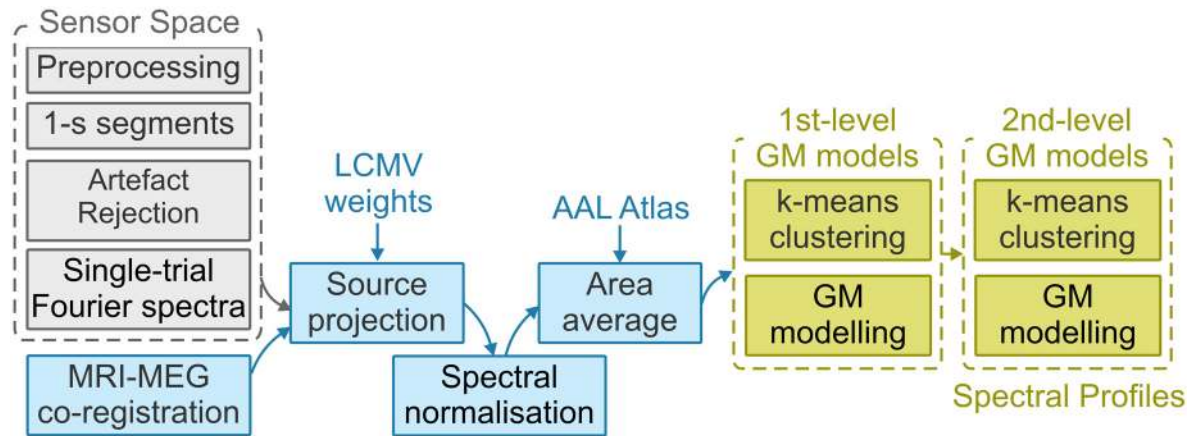 Sensor Space
Preprocessing
1-s segments
Artefact
Rejection
Single-trial
Fourier spectra
MRI-MEG
co-registration
LCMV
weights
Source
projection
Spectral
normalisation
AAL Atlas
Area
average
1st-level
GM models
k-means
clustering
GM
modelling
2nd-level
GM models
k-means
clustering
GM
modelling
Spectral Profiles